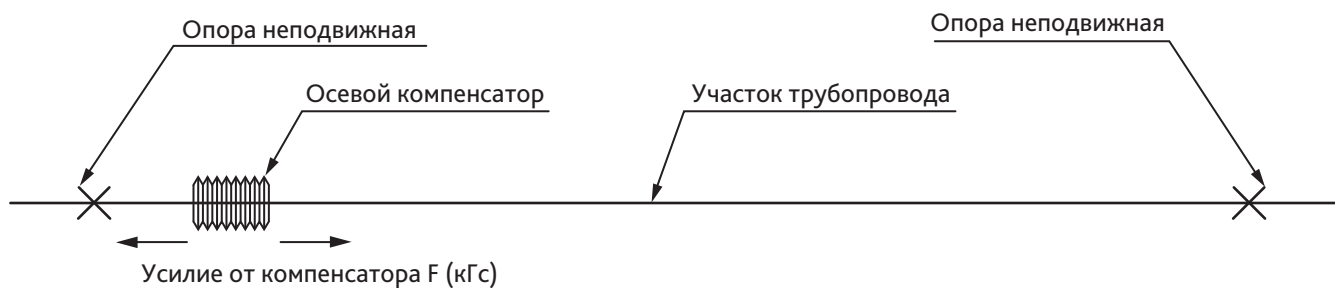 Опора неподвижная
Опора неподвижная
Осевой компенсатор
Участок трубопровода
Усилие от компенсатора F (кГс)